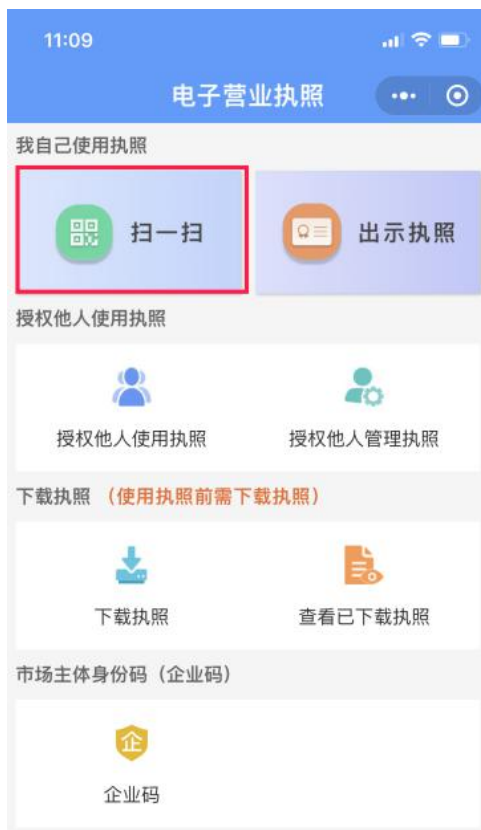 11:09
电子营业执照
我自己使用执照
扫一扫
出示执照
授权他人使用执照
授权他人使用执照
授权他人管理执照
下载执照 （使用执照前需下载执照）
下载执照
查看已下载执照
市场主体身份码（企业码）
企
企业码